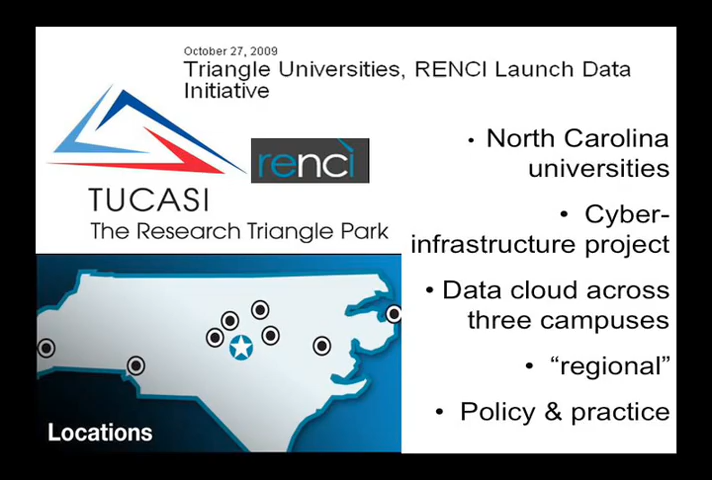 October 27, 2009
Triangle Universities, RENCI Launch Data
Initiative
TUCASI
The Research Triangle Park
rencì
• North Carolina
universities
• Cyber-
infrastructure project
• Data cloud across
three campuses
• “regional”
• Policy & practice
Locations